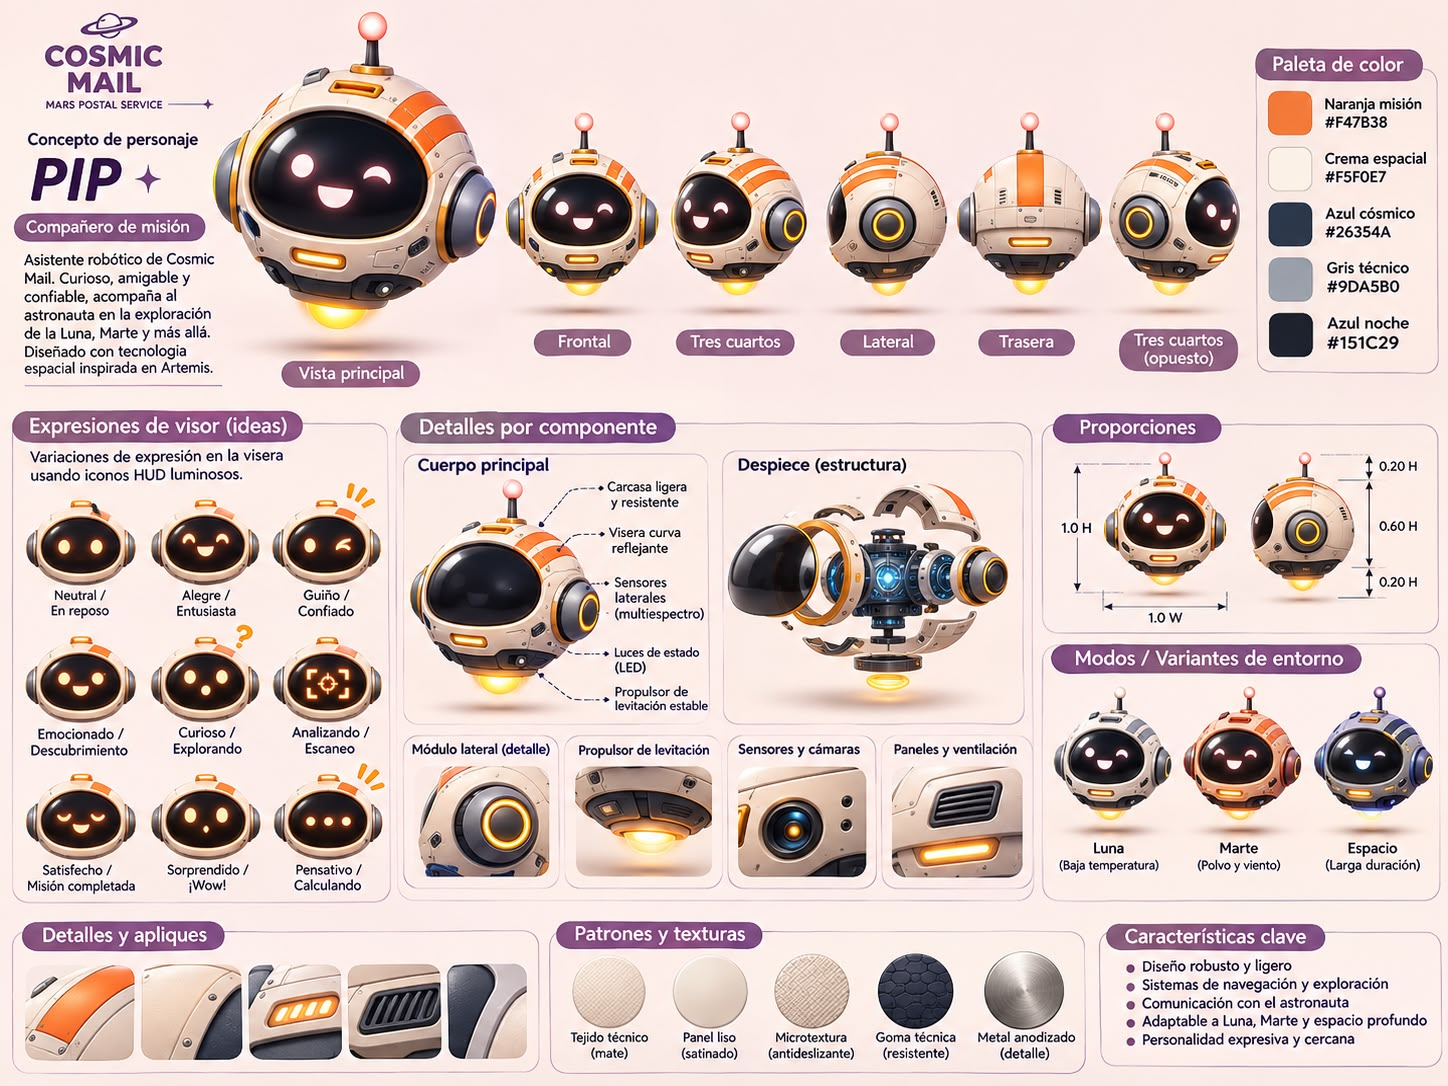 COSMIC
MAIL
MARS POSTAL SERVICE
Concepto de personaje
PIP
Compañero de misión
Asistente robótico de Cosmic
Mail. Curioso, amigable y
confiable, acompaña al
astronauta en la exploración
de la Luna, Marte y más allá.
Diseñado con tecnologia
espacial inspirada en Artemis.
Vista principal
Frontal
Tres cuartos
Lateral
Trasera
Tres cuartos
(opuesto)
Paleta de color
Naranja misión
#F47B38
Crema espacial
#F5F0E7
Azul cósmico
#26354A
Gris técnico
#9DA5B0
Azul noche
#151C29
Expresiones de visor (ideas)
Variaciones de expresión en la visera
usando iconos HUD luminosos.
Neutral /
En reposo
Alegre /
Entusiasta
Guiño /
Confiado
?
Emocionado /
Descubrimiento
Curioso /
Explorando
Analizando /
Escaneo
Satisfecho /
Misión completada
Sorprendido /
¡Wow!
Pensativo /
Calculando
Detalles por componente
Cuerpo principal
Carcasa ligera
y resistente
Visera curva
reflejante
Sensores
laterales
(multiespectro)
Luces de estado
(LED)
Propulsor de
levitación estable
Despiece (estructura)
Módulo lateral (detalle)
Propulsor de levitación
Sensores y cámaras
Paneles y ventilación
Proporciones
1.0 H
1.0 W
0.20 H
0.60 H
0.20 H
Modos / Variantes de entorno
Luna
(Baja temperatura)
Marte
(Polvo y viento)
Espacio
(Larga duración)
Detalles y apliques
Patrones y texturas
Tejido técnico
(mate)
Panel liso
(satinado)
Microtextura
(antideslizante)
Goma técnica
(resistente)
Metal anodizado
(detalle)
Características clave
Diseño robusto y ligero
Sistemas de navegación y exploración
Comunicación con el astronauta
Adaptable a Luna, Marte y espacio profundo
Personalidad expresiva y cercana